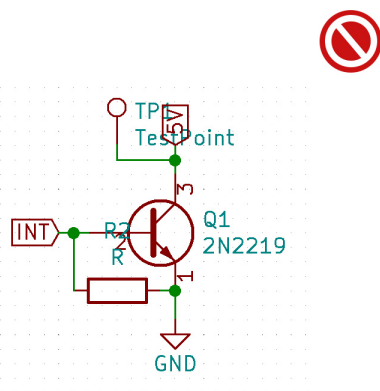 TP1
5V
TestPoint
3
Q1
INT
R2
2
2N2219
R
1
GND